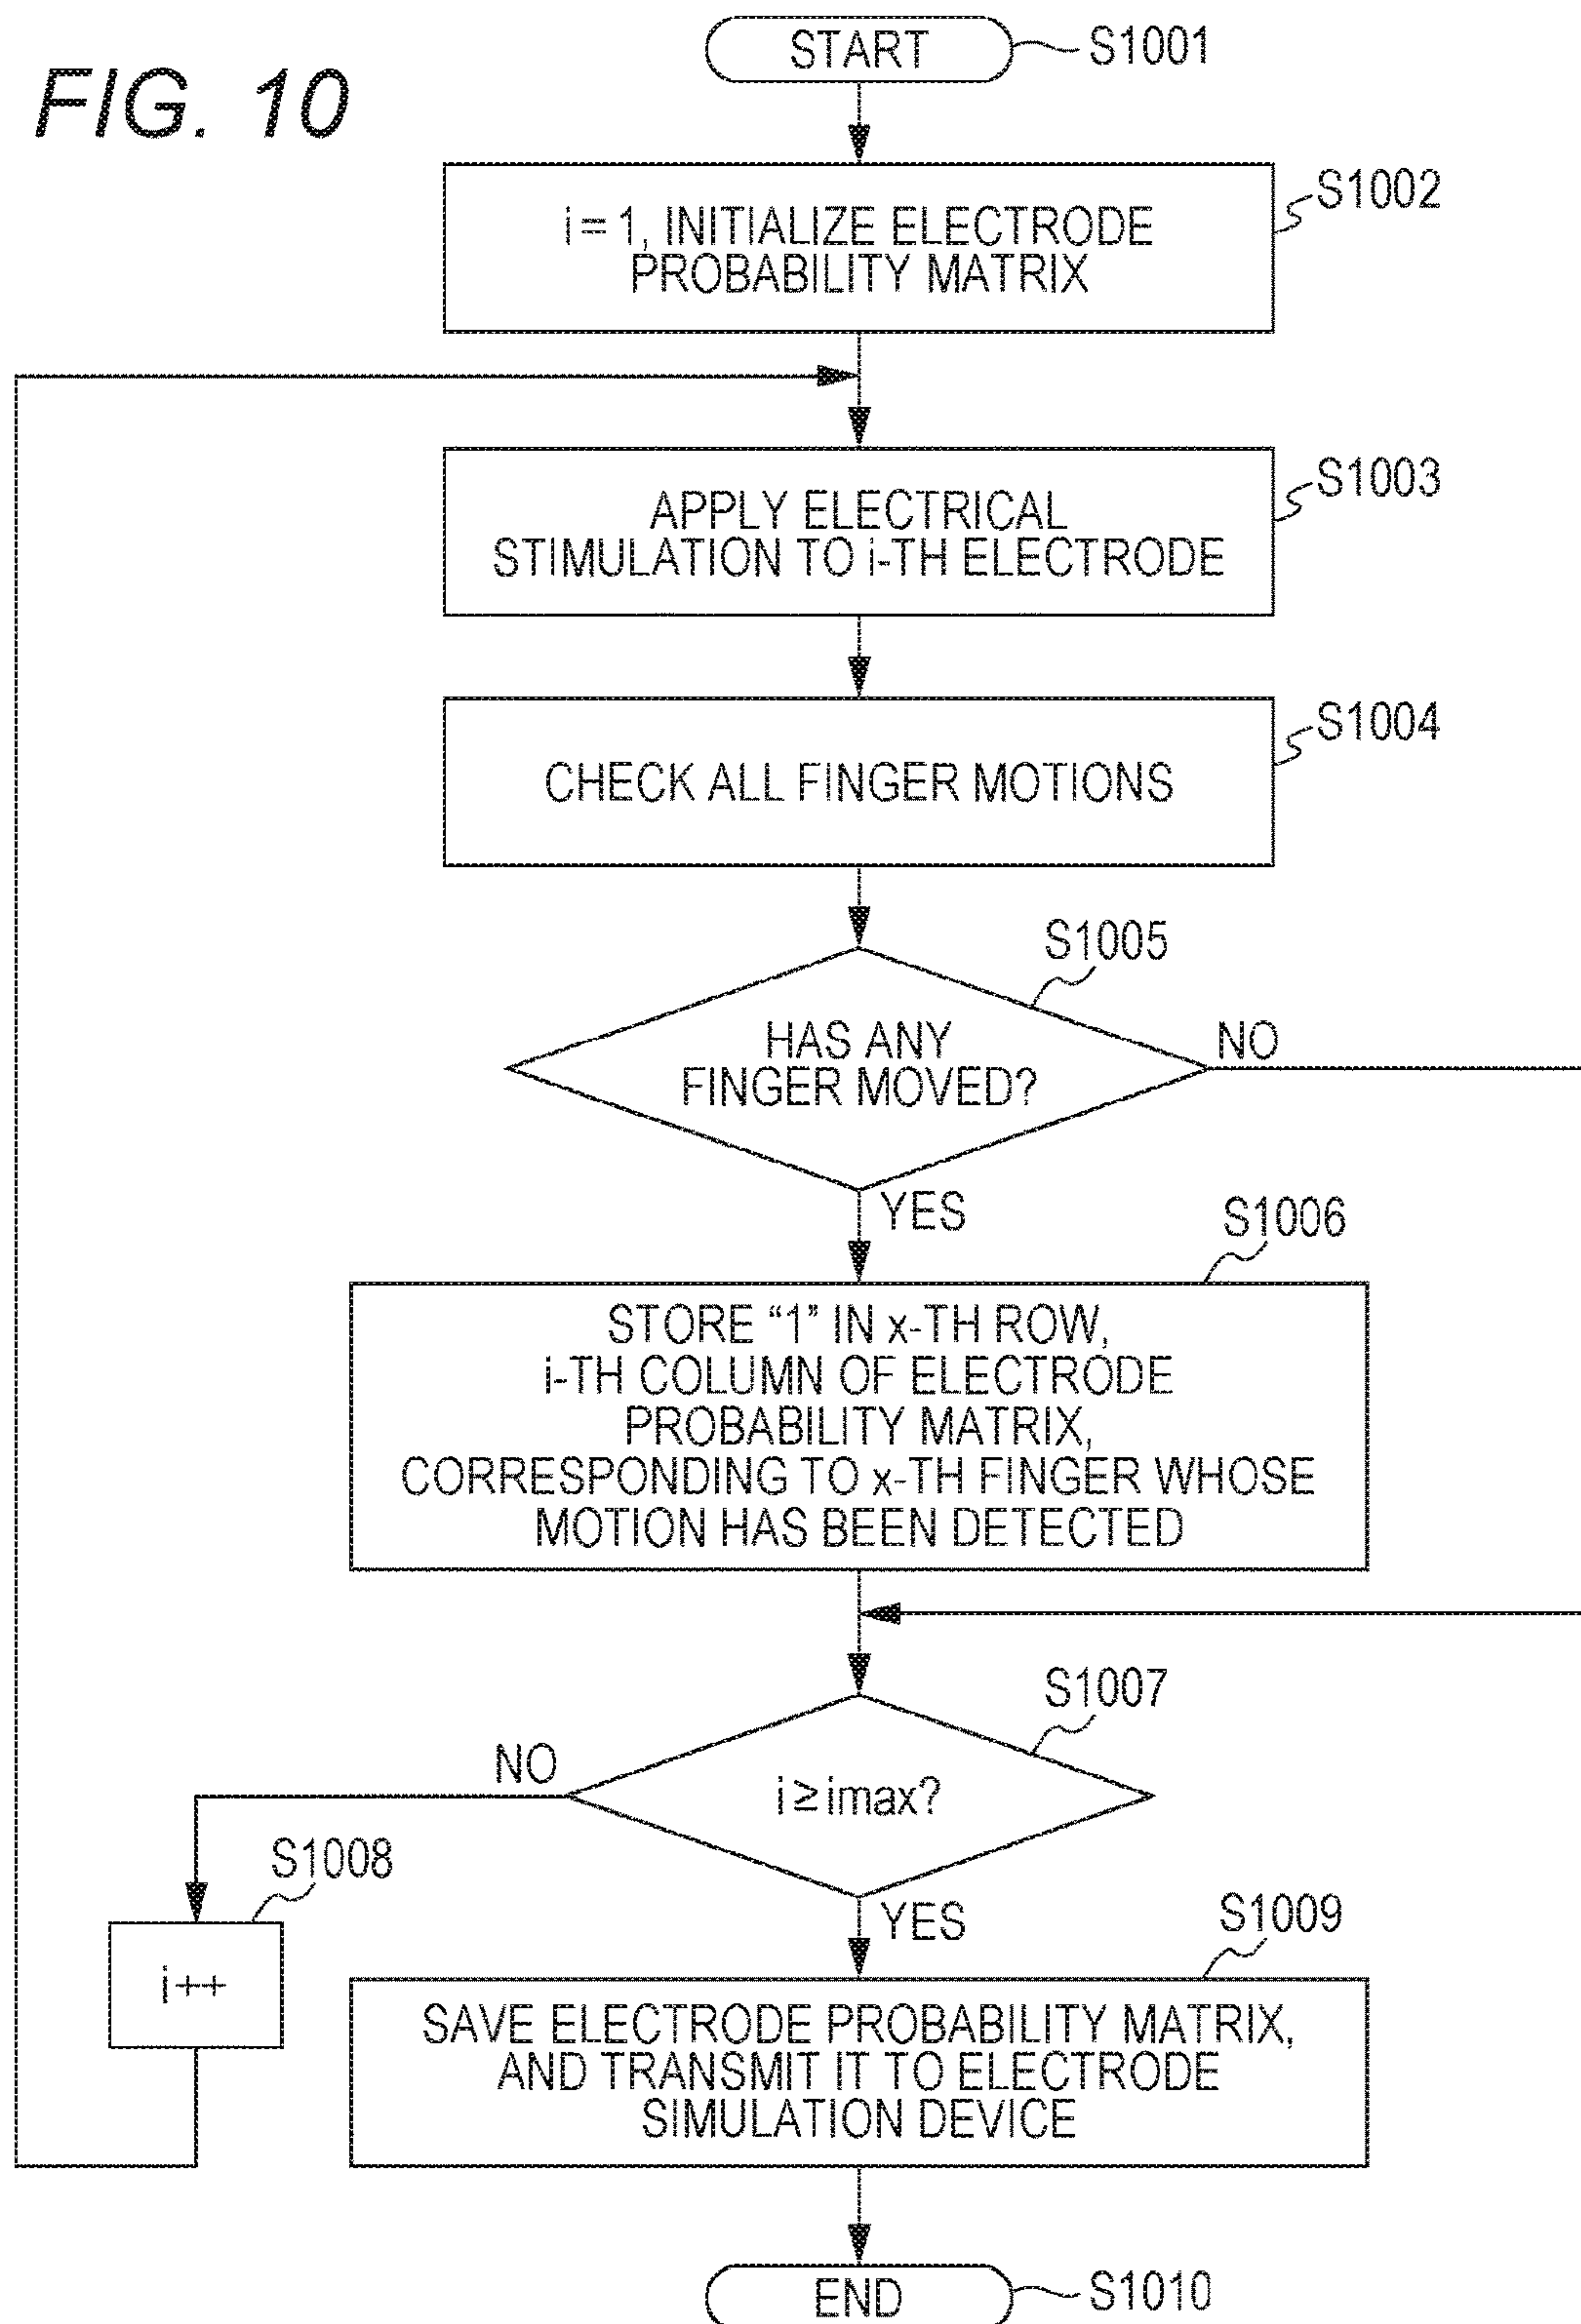 FIG. 10
START
S1001
i = 1, INITIALIZE ELECTRODE
PROBABILITY MATRIX
S1002
APPLY ELECTRICAL
STIMULATION TO i-TH ELECTRODE
S1003
CHECK ALL FINGER MOTIONS
S1004
S1005
HAS ANY
FINGER MOVED?
NO
YES
S1006
STORE “1” IN x-TH ROW,
i-TH COLUMN OF ELECTRODE
PROBABILITY MATRIX,
CORRESPONDING TO x-TH FINGER WHOSE
MOTION HAS BEEN DETECTED
S1007
NO
i ≥ imax?
S1008
YES
S1009
i ++
SAVE ELECTRODE PROBABILITY MATRIX,
AND TRANSMIT IT TO ELECTRODE
SIMULATION DEVICE
END
S1010